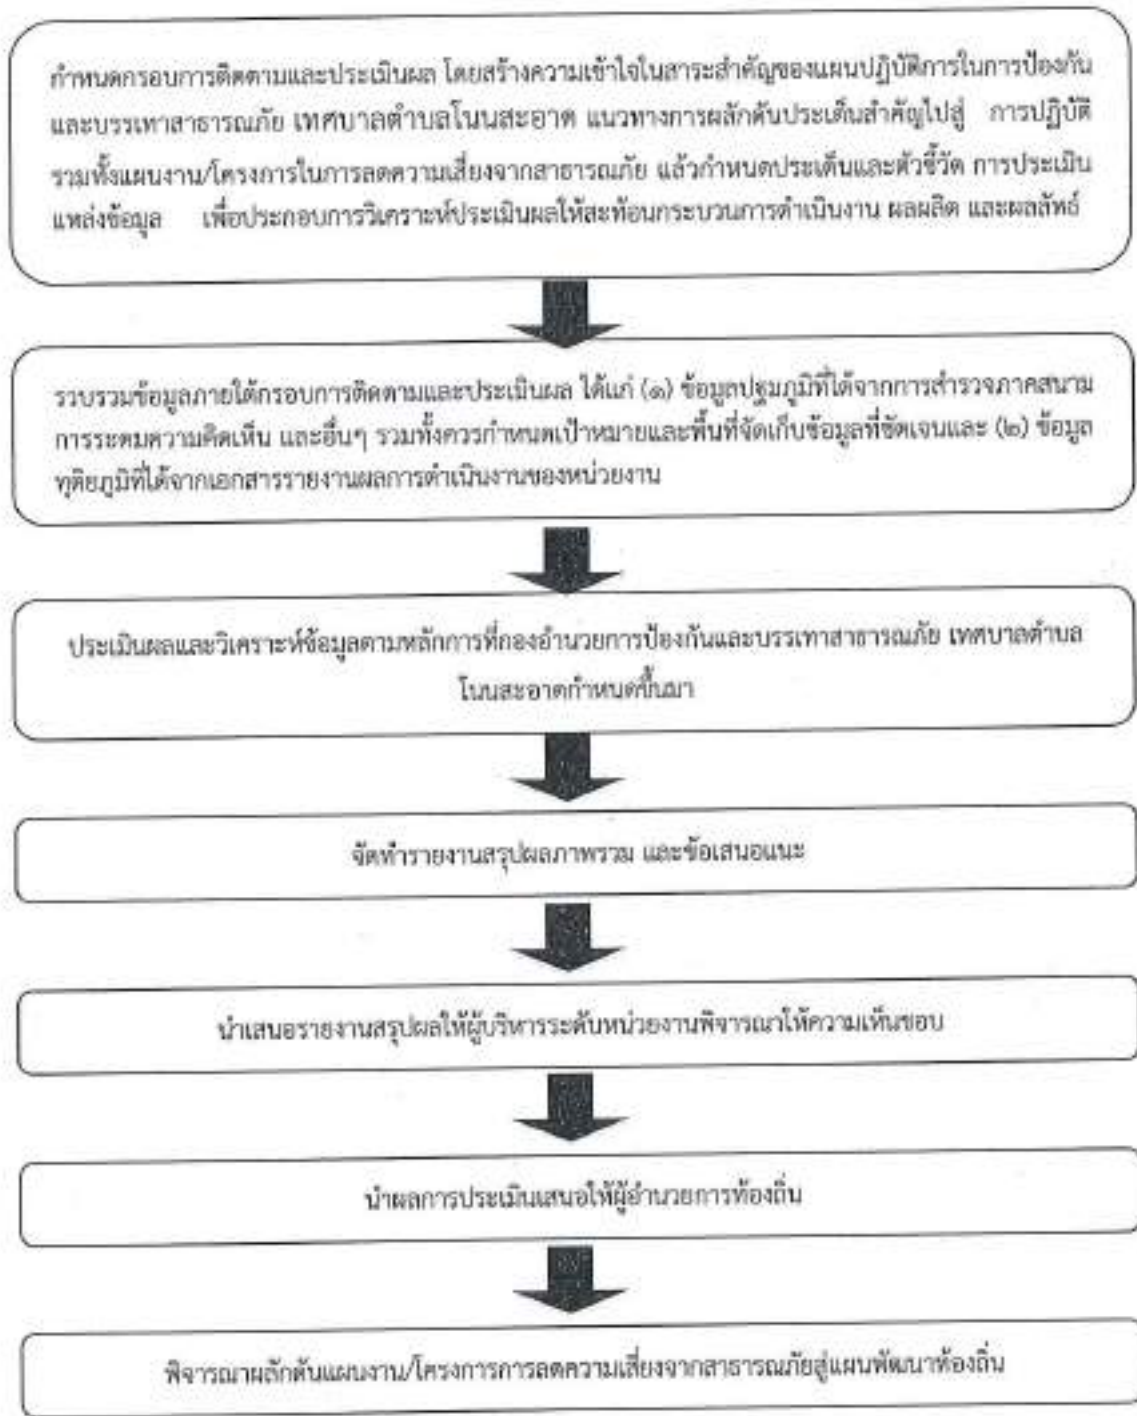 กำหนดกรอบการติดตามและประเมินผล โดยสร้างความเข้าใจในสาระสำคัญของแผนปฏิบัติการในการป้องกัน
และบรรเทาสาธารณภัย เทศบาลตำบลโนนสะอาด แนวทางการผลักดันประเด็นสำคัญไปสู่ การปฏิบัติ
รวมทั้งแผนงาน/โครงการในการลดความเสี่ยงจากสาธารณภัย แล้วกำหนดประเด็นและตัวชี้วัด การประเมิน
แหล่งข้อมูล เพื่อประกอบการวิเคราะห์ประเมินผลให้สะท้อนกระบวนการดำเนินงาน ผลผลิต และผลลัพธ์
รวบรวมข้อมูลภายใต้กรอบการติดตามและประเมินผล ได้แก่ (๑) ข้อมูลปฐมภูมิที่ได้จากการสำรวจภาคสนาม
การระดมความคิดเห็น และอื่นๆ รวมทั้งควรกำหนดเป้าหมายและพื้นที่จัดเก็บข้อมูลที่ชัดเจนและ (๒) ข้อมูล
ทุติยภูมิที่ได้จากเอกสารรายงานผลการดำเนินงานของหน่วยงาน
ประเมินผลและวิเคราะห์ข้อมูลตามหลักการที่กองอำนวยการป้องกันและบรรเทาสาธารณภัย เทศบาลตำบล
โนนสะอาดกำหนดขึ้นมา
จัดทำรายงานสรุปผลภาพรวม และข้อเสนอแนะ
นำเสนอรายงานสรุปผลให้ผู้บริหารระดับหน่วยงานพิจารณาให้ความเห็นชอบ
นำผลการประเมินเสนอให้ผู้อำนวยการท้องถิ่น
พิจารณาผลักดันแผนงาน/โครงการการลดความเสี่ยงจากสาธารณภัยสู่แผนพัฒนาท้องถิ่น